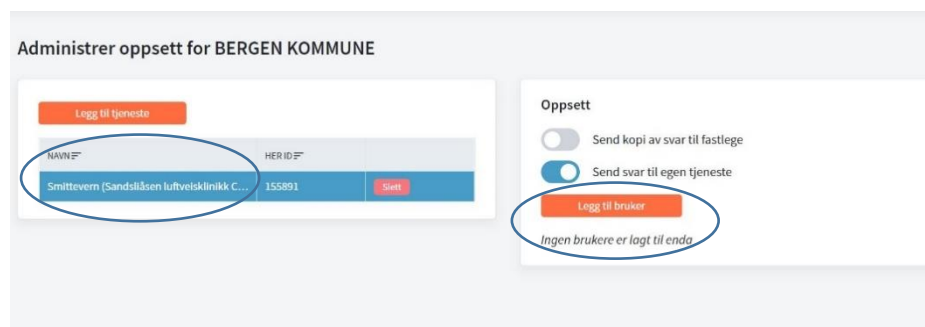 Administrer oppsett for BERGEN KOMMUNE
Legg til tjeneste
NAVN HER ID
Smittevern (Sandsliåsen luftveisklinikk C... 155891 Slett
Oppsett
Send kopi av svar til fastlege
Send svar til egen tjeneste
Legg til bruker
Ingen brukere er lagt til enda